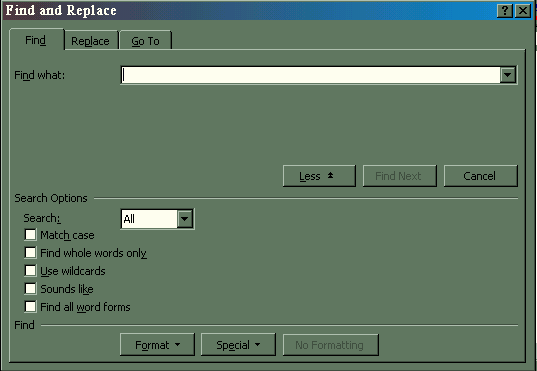 Find and Replace
Find Replace Go To
Find what:
Less Find Next Cancel
Search Options
Search: All
Match case
Find whole words only
Use wildcards
Sounds like
Find all word forms
Find
Format Special No Formatting